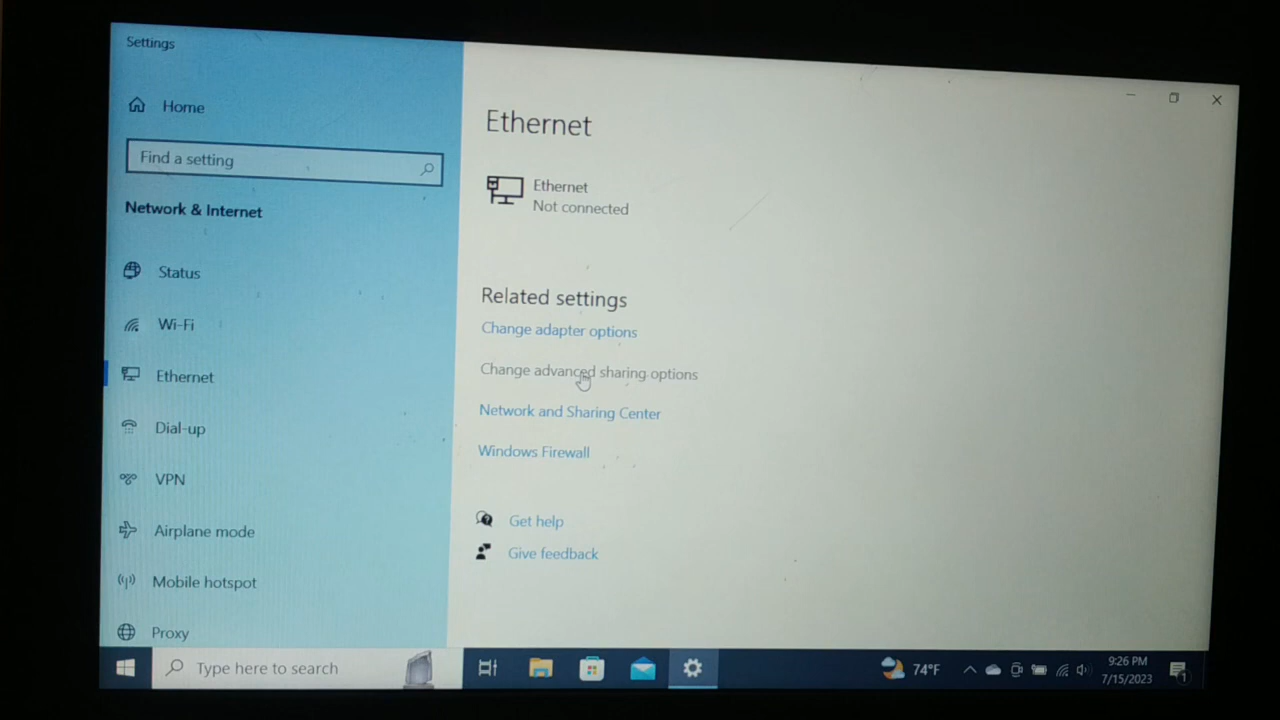 Settings
Home
Find a setting
Network & Internet
Status
Wi-Fi
Ethernet
Dial-up
VPN
Airplane mode
Mobile hotspot
Proxy
Ethernet
Ethernet
Not connected
Related settings
Change adapter options
Change advanced sharing options
Network and Sharing Center
Windows Firewall
Get help
Give feedback
Type here to search
74°F
9:26 PM
7/15/2023
1